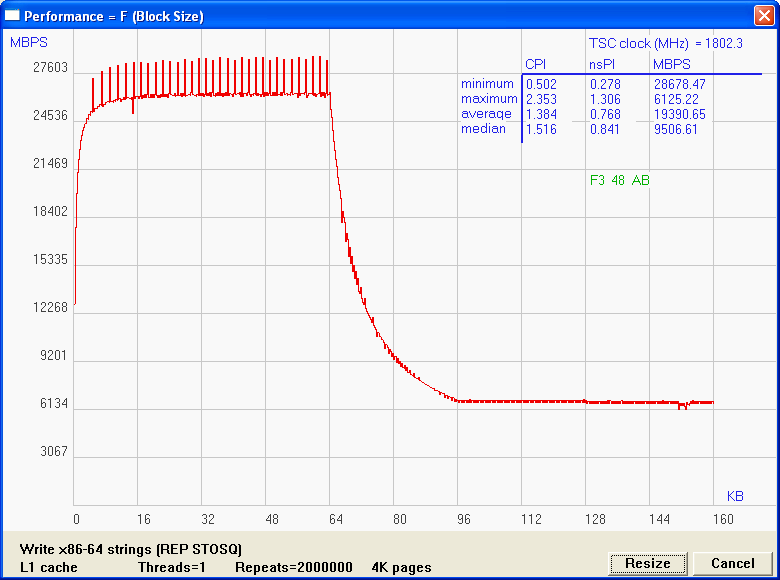 Performance = F (Block Size)
MBPS
TSC clock (MHz) = 1802.3
CPI nsPI MBPS
minimum 0.502 0.278 28678.47
maximum 2.353 1.306 6125.22
average 1.384 0.768 19390.65
median 1.516 0.841 9506.61
F3 48 AB
27603
24536
21469
18402
15335
12268
9201
6134
3067
KB
0 16 32 48 64 80 96 112 128 144 160
Write x86-64 strings (REP STOSQ)
L1 cache Threads=1 Repeats=2000000 4K pages
Resize Cancel